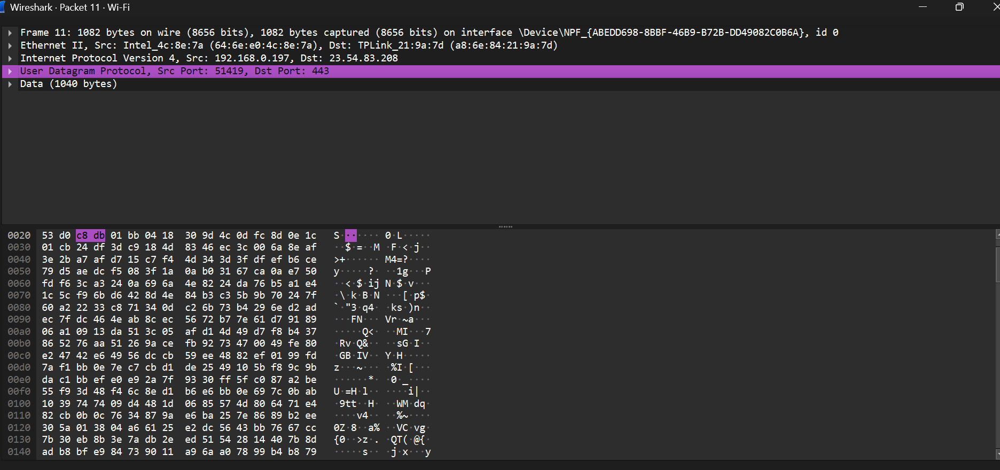 Wireshark · Packet 11 · Wi-Fi
Frame 11: 1082 bytes on wire (8656 bits), 1082 bytes captured (8656 bits) on interface \Device\NPF_{ABEDD698-8BBF-46B9-B72B-DD49082C0B6A}, id 0
Ethernet II, Src: Intel_4c:8e:7a (64:6e:e0:4c:8e:7a), Dst: TPLink_21:9a:7d (a8:6e:84:21:9a:7d)
Internet Protocol Version 4, Src: 192.168.0.197, Dst: 23.54.83.208
User Datagram Protocol, Src Port: 51419, Dst Port: 443
Data (1040 bytes)
0020 53 d0 c8 db 01 bb 04 18 30 9d 4c 0d fc 8d 0e 1c S······· 0·L·····
0030 01 cb 24 df 3d c9 18 4d 83 46 ec 3c 00 6a 8e af ··$·=··M ·F·<·j··
0040 3e 2b a7 af d7 15 c7 f4 4d 34 3d 3f df ef b6 ce >+······ M4=?····
0050 79 d5 ae dc f5 08 3f 1a 0a b0 31 67 ca 0a e7 50 y·····?· ··1g···P
0060 fd f6 3c a3 24 0a 69 6a 4e 82 24 da 76 b5 a1 e4 ··<·$·ij N·$·v···
0070 1c 5c f9 6b d6 42 8d 4e 84 b3 c3 5b 9b 70 24 7f ·\·k·B·N ···[·p$·
0080 60 a2 22 33 c8 71 34 0d c2 6b 73 b4 29 6e d2 ad `·"3·q4· ·ks·)n··
0090 ec 7f dc 46 4e ab 8c ec 56 72 b7 7e 61 d7 91 89 ···FN··· Vr·~a···
00a0 06 a1 09 13 da 51 3c 05 af d1 4d 49 d7 f8 b4 37 ·····Q<· ··MI···7
00b0 86 52 76 aa 51 26 9a ce fb 92 73 47 00 49 fe 80 ·Rv·Q&·· ··sG·I··
00c0 e2 47 42 e6 49 56 dc cb 59 ee 48 82 ef 01 99 fd ·GB·IV·· Y·H·····
00d0 7a f1 bb 0e 7e c7 cb d1 de 25 49 10 5b f8 9c 9b z···~··· ·%I·[···
00e0 da c1 bb ef e0 e9 2a 7f 93 30 ff 5f c0 87 a2 be ······*· ·0·_····
00f0 55 f9 3d 48 f4 6c 8e d1 b6 e6 bb 0e 69 7c 0b ab U·=H·l·· ····i|··
0100 10 39 74 74 09 d4 48 1d 06 85 57 4d 80 64 71 e4 ·9tt··H· ··WM·dq·
0110 82 cb 0b 0c 76 34 87 9a e6 ba 25 7e 86 89 b2 ee ····v4·· ··%~····
0120 30 5a 01 38 04 a6 61 25 e2 dc 56 43 bb 76 67 cc 0Z·8··a% ··VC·vg·
0130 7b 30 eb 8b 3e 7a db 2e ed 51 54 28 14 40 7b 8d {0··>z·. ·QT(·@{·
0140 ad b8 bf e9 84 73 90 11 a9 6a a0 78 99 b4 b8 79 ·····s·· ·j·x···y